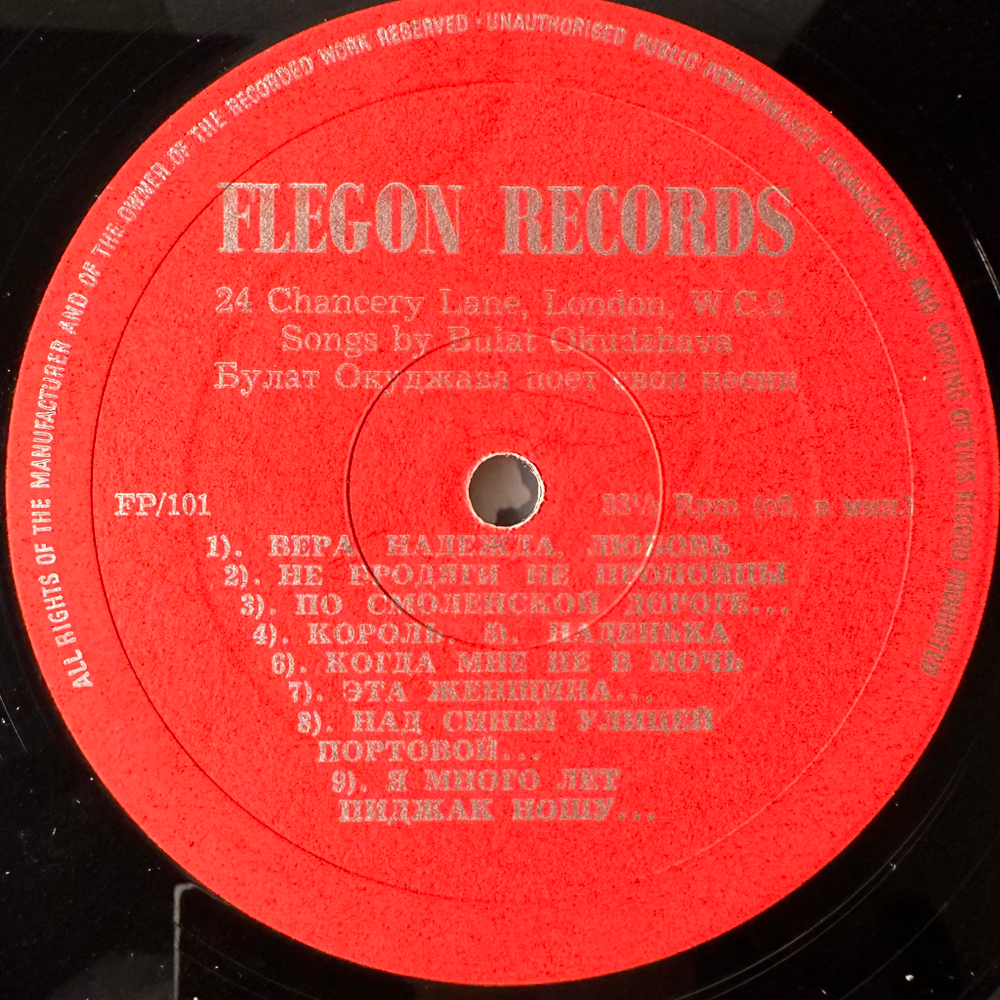 ALL RIGHTS OF THE MANUFACTURER AND OF THE OWNER OF THE RECORDED WORK RESERVED · UNAUTHORISED PUBLIC PERFORMANCE BROADCASTING AND COPYING OF THIS RECORD PROHIBITED
FLEGON RECORDS
24 Chancery Lane, London, W C.2.
Songs by Bulat Okudzhava
Булат Окуджава поет свои песни
FP/101 33⅓ Rpm (об. в мин.)
1). ВЕРА, НАДЕЖДА, ЛЮБОВЬ
2). НЕ БРОДЯГИ НЕ ПРОПОЙЦЫ
3). ПО СМОЛЕНСКОЙ ДОРОГЕ...
4). КОРОЛЬ. 5). НАДЕНЬКА
6). КОГДА МНЕ НЕ В МОЧЬ
7). ЭТА ЖЕНЩИНА...
8). НАД СИНЕЙ УЛИЦЕЙ
ПОРТОВОЙ...
9). Я МНОГО ЛЕТ
ПИДЖАК НОШУ...